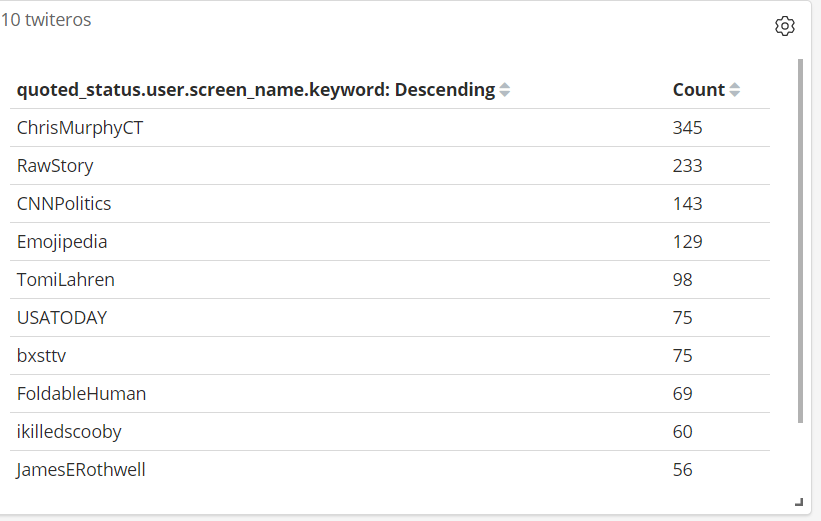 10 twiteros
quoted_status.user.screen_name.keyword: Descending Count
ChrisMurphyCT 345
RawStory 233
CNNPolitics 143
Emojipedia 129
TomiLahren 98
USATODAY 75
bxsttv 75
FoldableHuman 69
ikilledscooby 60
JamesERothwell 56